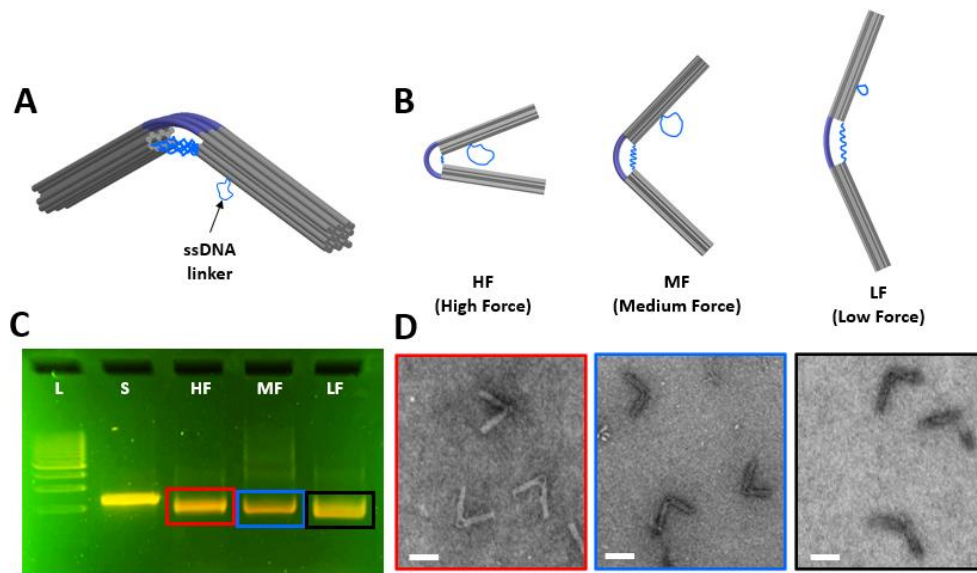 A
ssDNA
linker
B
HF
(High Force)
MF
(Medium Force)
LF
(Low Force)
C
L S HF MF LF
D